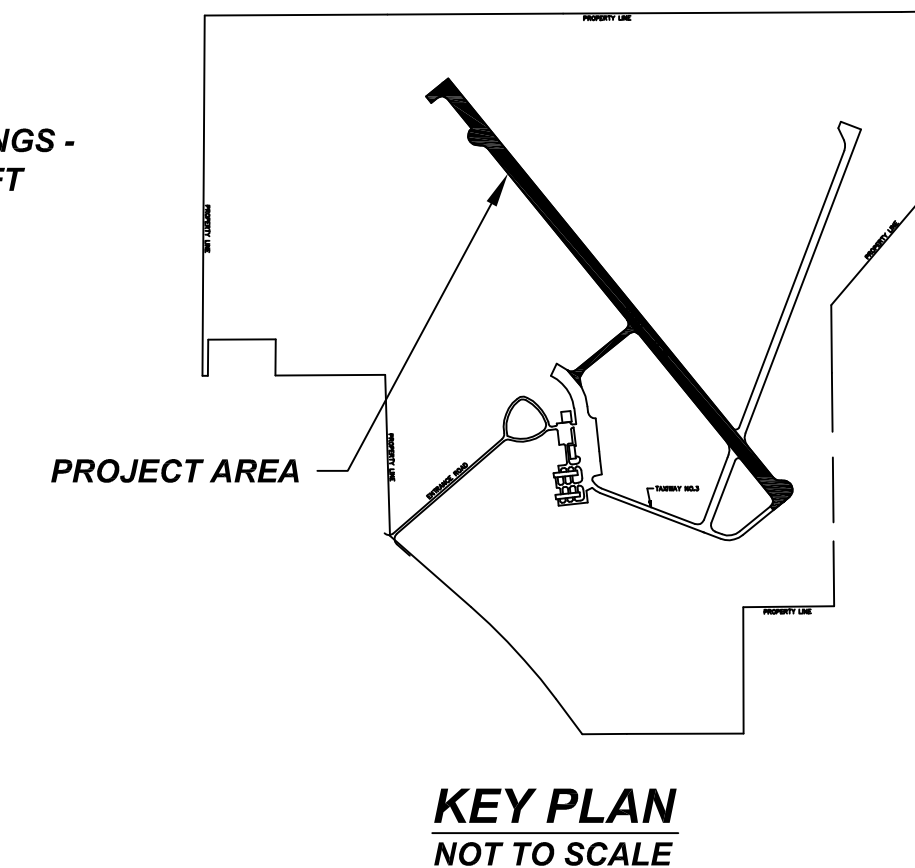 PROPERTY LINE
NGS -
FT
PROPERTY LINE
PROPERTY LINE
PROJECT AREA
PROPERTY LINE
ENTRANCE ROAD
TAXIWAY NO.3
PROPERTY LINE
KEY PLAN
NOT TO SCALE